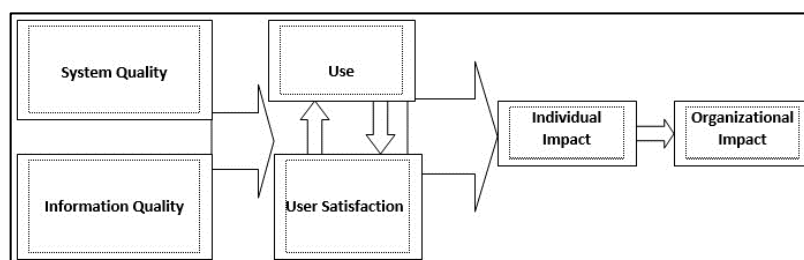 System Quality
Use
Individual
Impact
Organizational
Impact
Information Quality
User Satisfaction